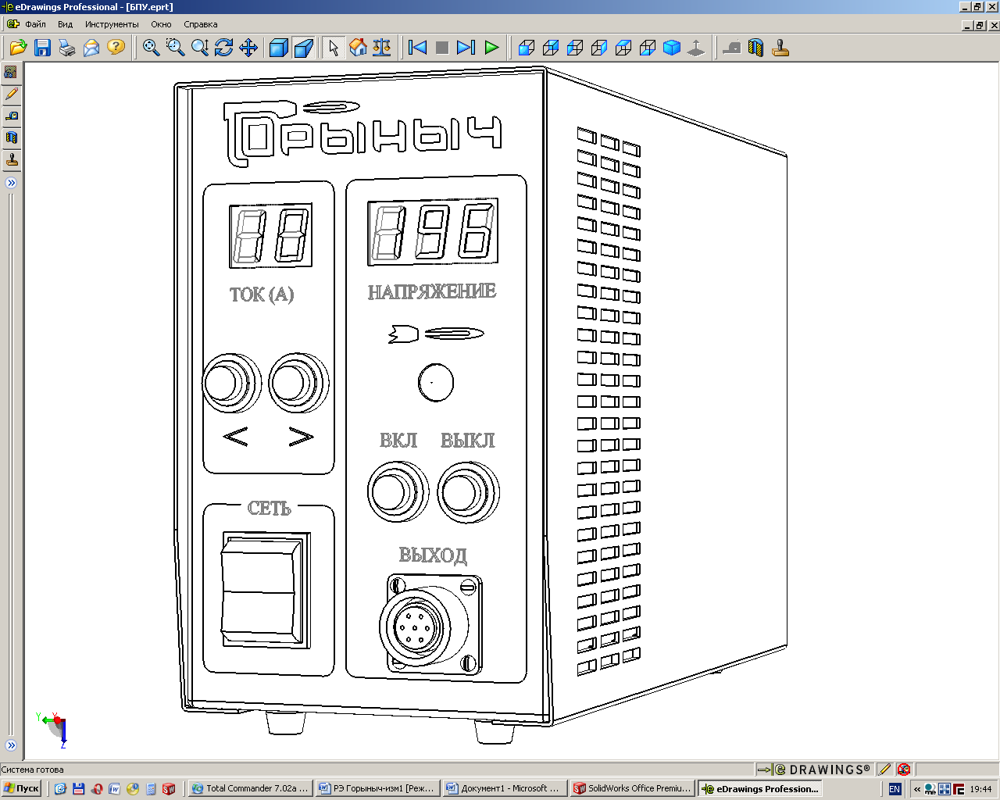 eDrawings Professional - [БПУ.eprt]
Файл Вид Инструменты Окно Справка
Горыныч
18 196
ТОК (А) НАПРЯЖЕНИЕ
ВКЛ ВЫКЛ
< >
СЕТЬ
ВЫХОД
Y X
Z
Система готова
eDRAWINGS®
Пуск
Total Commander 7.02a ...
РЭ Горыныч-изм1 [Реж...
Документ1 - Microsoft ...
SolidWorks Office Premiu...
eDrawings Profession...
EN
19:44